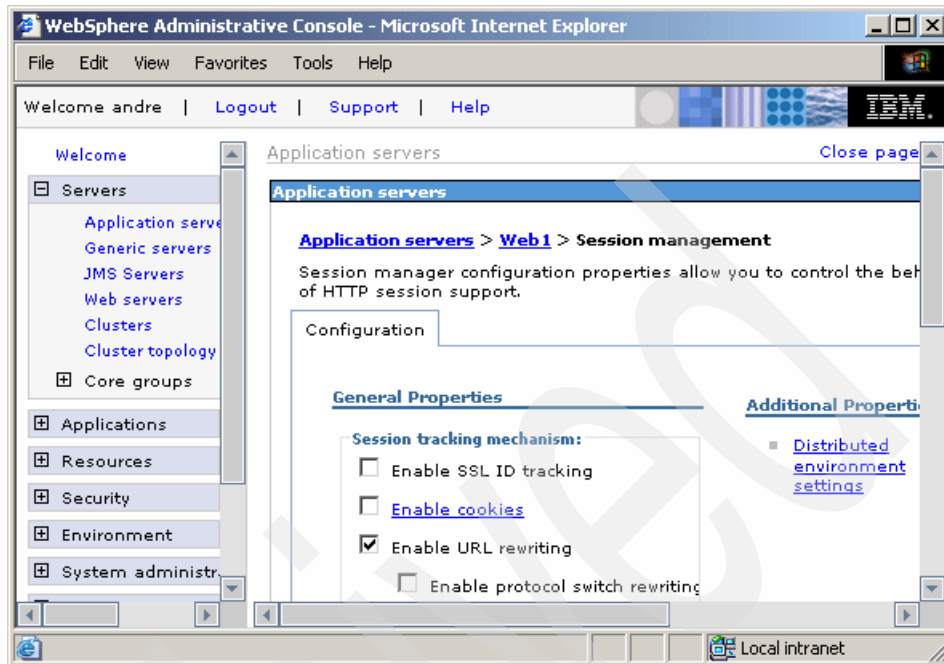 WebSphere Administrative Console - Microsoft Internet Explorer
File Edit View Favorites Tools Help
Welcome andre | Logout | Support | Help
IBM.
Welcome
Servers
Application serve
Generic servers
JMS Servers
Web servers
Clusters
Cluster topology
Core groups
Applications
Resources
Security
Environment
System administr
Application servers
Close page
Application servers
Application servers > Web1 > Session management
Session manager configuration properties allow you to control the beh
of HTTP session support.
Configuration
General Properties
Session tracking mechanism:
Enable SSL ID tracking
Enable cookies
Enable URL rewriting
Enable protocol switch rewriting
Additional Properti
Distributed
environment
settings
Local intranet